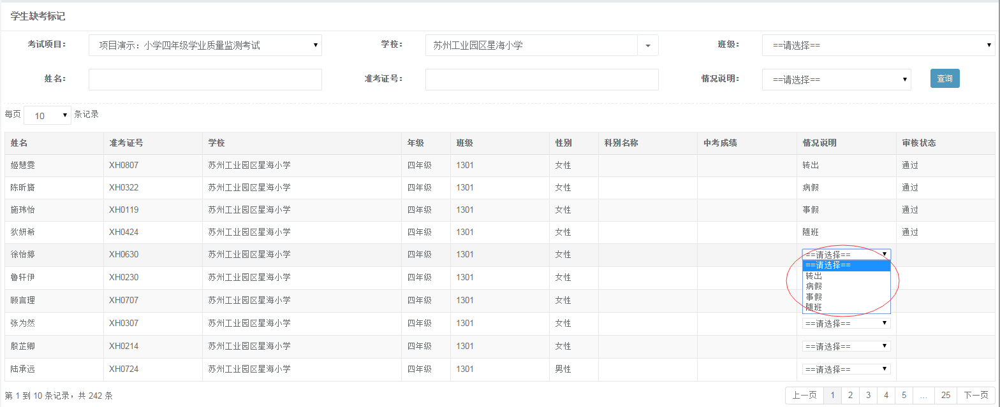 学生缺考标记
考试项目： 项目演示：小学四年级学业质量监测考试 学校： 苏州工业园区星海小学 班级： ==请选择==
姓名： 准考证号： 情况说明： ==请选择== 查询
每页 10 条记录
姓名 准考证号 学校 年级 班级 性别 科别名称 中考成绩 情况说明 审核状态
姬慧雯 XH0807 苏州工业园区星海小学 四年级 1301 女性 转出 通过
陈昕旖 XH0322 苏州工业园区星海小学 四年级 1301 女性 病假 通过
施玮怡 XH0119 苏州工业园区星海小学 四年级 1301 女性 事假 通过
狄妍希 XH0424 苏州工业园区星海小学 四年级 1301 女性 随班 通过
徐怡婷 XH0630 苏州工业园区星海小学 四年级 1301 女性 ==请选择==
==请选择==
转出
病假
事假
随班
鲁轩伊 XH0230 苏州工业园区星海小学 四年级 1301 女性
顾言理 XH0707 苏州工业园区星海小学 四年级 1301 女性
张为然 XH0307 苏州工业园区星海小学 四年级 1301 女性 ==请选择==
殷芷卿 XH0214 苏州工业园区星海小学 四年级 1301 女性 ==请选择==
陆承远 XH0724 苏州工业园区星海小学 四年级 1301 男性 ==请选择==
第 1 到 10 条记录，共 242 条 上一页 1 2 3 4 5 ... 25 下一页